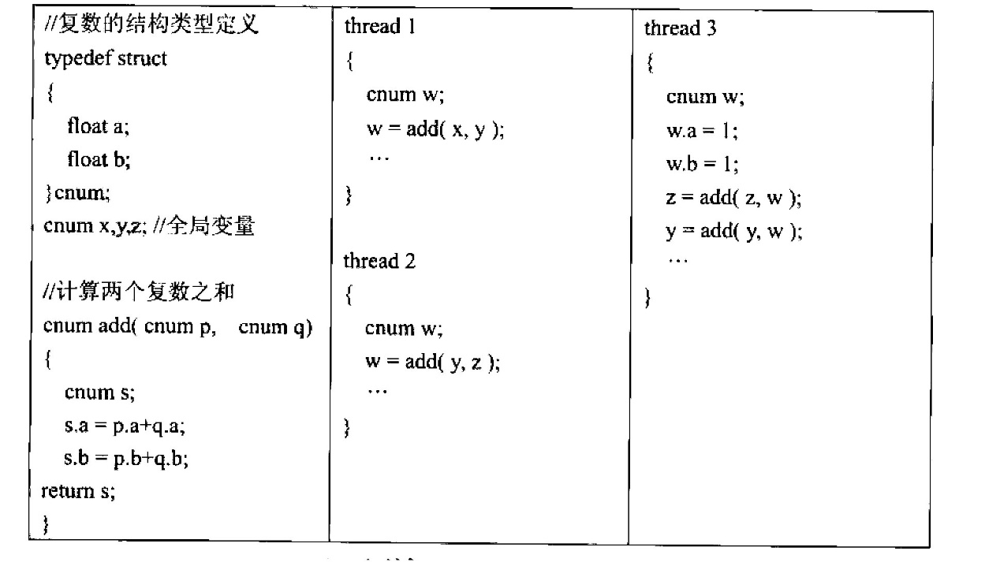 //复数的结构类型定义
typedef struct
{
float a;
float b;
}cnum;
cnum x,y,z; //全局变量
//计算两个复数之和
cnum add( cnum p, cnum q)
{
cnum s;
s.a = p.a+q.a;
s.b = p.b+q.b;
return s;
}
thread 1
{
cnum w;
w = add( x, y );
…
}
thread 2
{
cnum w;
w = add( y, z );
…
}
thread 3
{
cnum w;
w.a = 1;
w.b = 1;
z = add( z, w );
y = add( y, w );
…
}